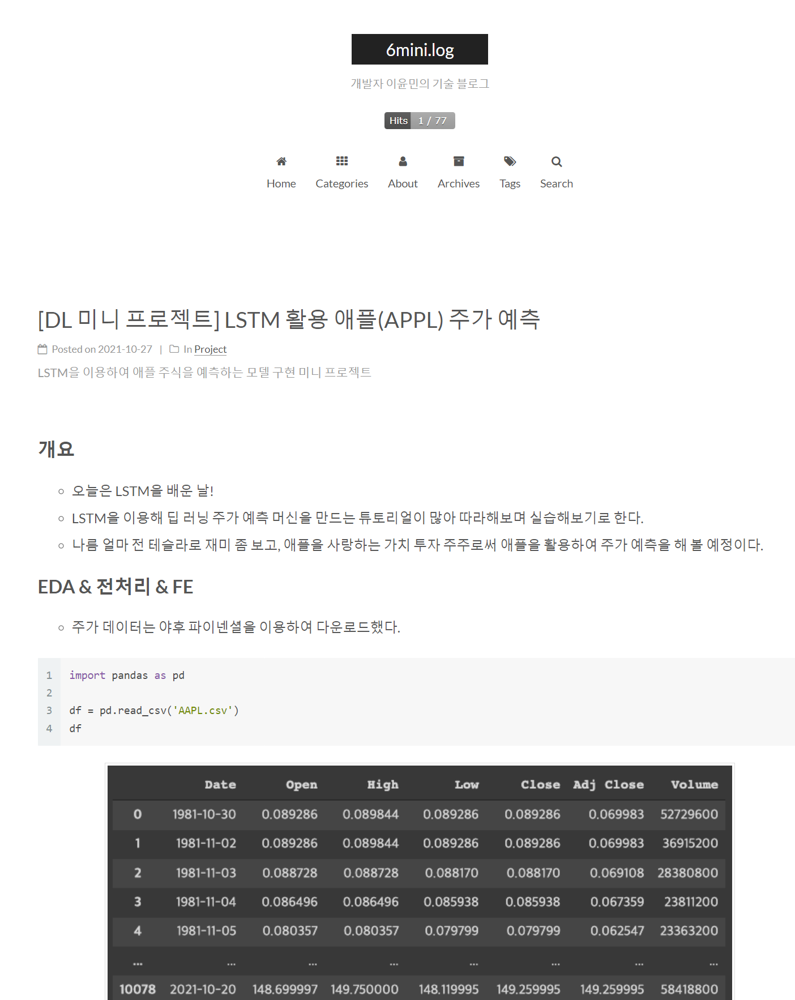 6mini.log
개발자 이윤민의 기술 블로그
Hits 1 / 77
Home Categories About Archives Tags Search
[DL 미니 프로젝트] LSTM 활용 애플(APPL) 주가 예측
Posted on 2021-10-27 | In Project
LSTM을 이용하여 애플 주식을 예측하는 모델 구현 미니 프로젝트
개요
오늘은 LSTM을 배운 날!
LSTM을 이용해 딥 러닝 주가 예측 머신을 만드는 튜토리얼이 많아 따라해보며 실습해보기로 한다.
나름 얼마 전 테슬라로 재미 좀 보고, 애플을 사랑하는 가치 투자 주주로써 애플을 활용하여 주가 예측을 해 볼 예정이다.
EDA & 전처리 & FE
주가 데이터는 야후 파이넨셜을 이용하여 다운로드했다.
1 import pandas as pd
2
3 df = pd.read_csv('AAPL.csv')
4 df
Date Open High Low Close Adj Close Volume
0 1981-10-30 0.089286 0.089844 0.089286 0.089286 0.069983 52729600
1 1981-11-02 0.089286 0.089844 0.089286 0.089286 0.069983 36915200
2 1981-11-03 0.088728 0.088728 0.088170 0.088170 0.069108 28380800
3 1981-11-04 0.086496 0.086496 0.085938 0.085938 0.067359 23811200
4 1981-11-05 0.080357 0.080357 0.079799 0.079799 0.062547 23363200
... ... ... ... ... ... ... ...
10078 2021-10-20 148.699997 149.750000 148.119995 149.259995 149.259995 58418800